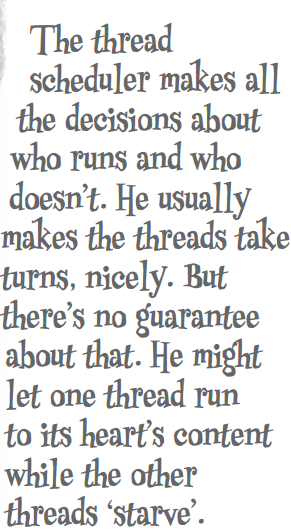 The thread
scheduler makes all
the decisions about
who runs and who
doesn’t. He usually
makes the threads take
turns, nicely. But
there’s no guarantee
about that. He might
let one thread run
to its heart’s content
while the other
threads ‘starve’.